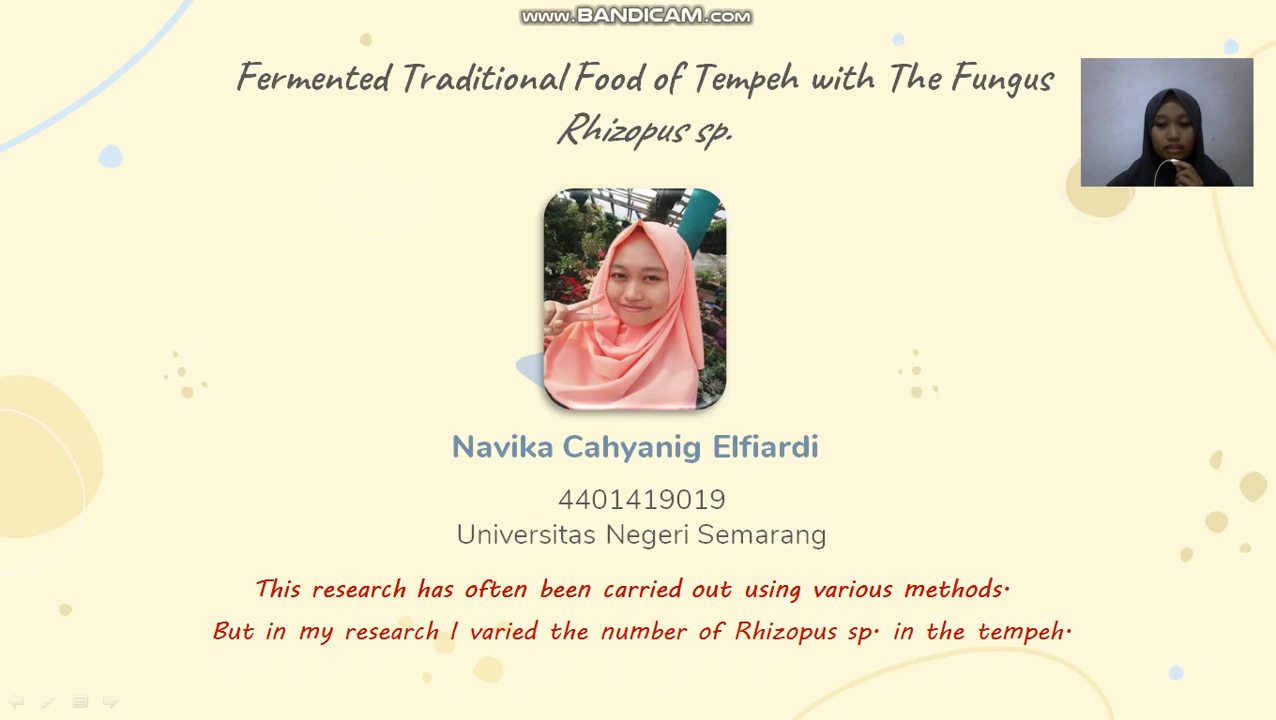 www.BANDICAM.com
Fermented Traditional Food of Tempeh with The Fungus
Rhizopus sp.
Navika Cahyanig Elfiardi
4401419019
Universitas Negeri Semarang
This research has often been carried out using various methods.
But in my research I varied the number of Rhizopus sp. in the tempeh.